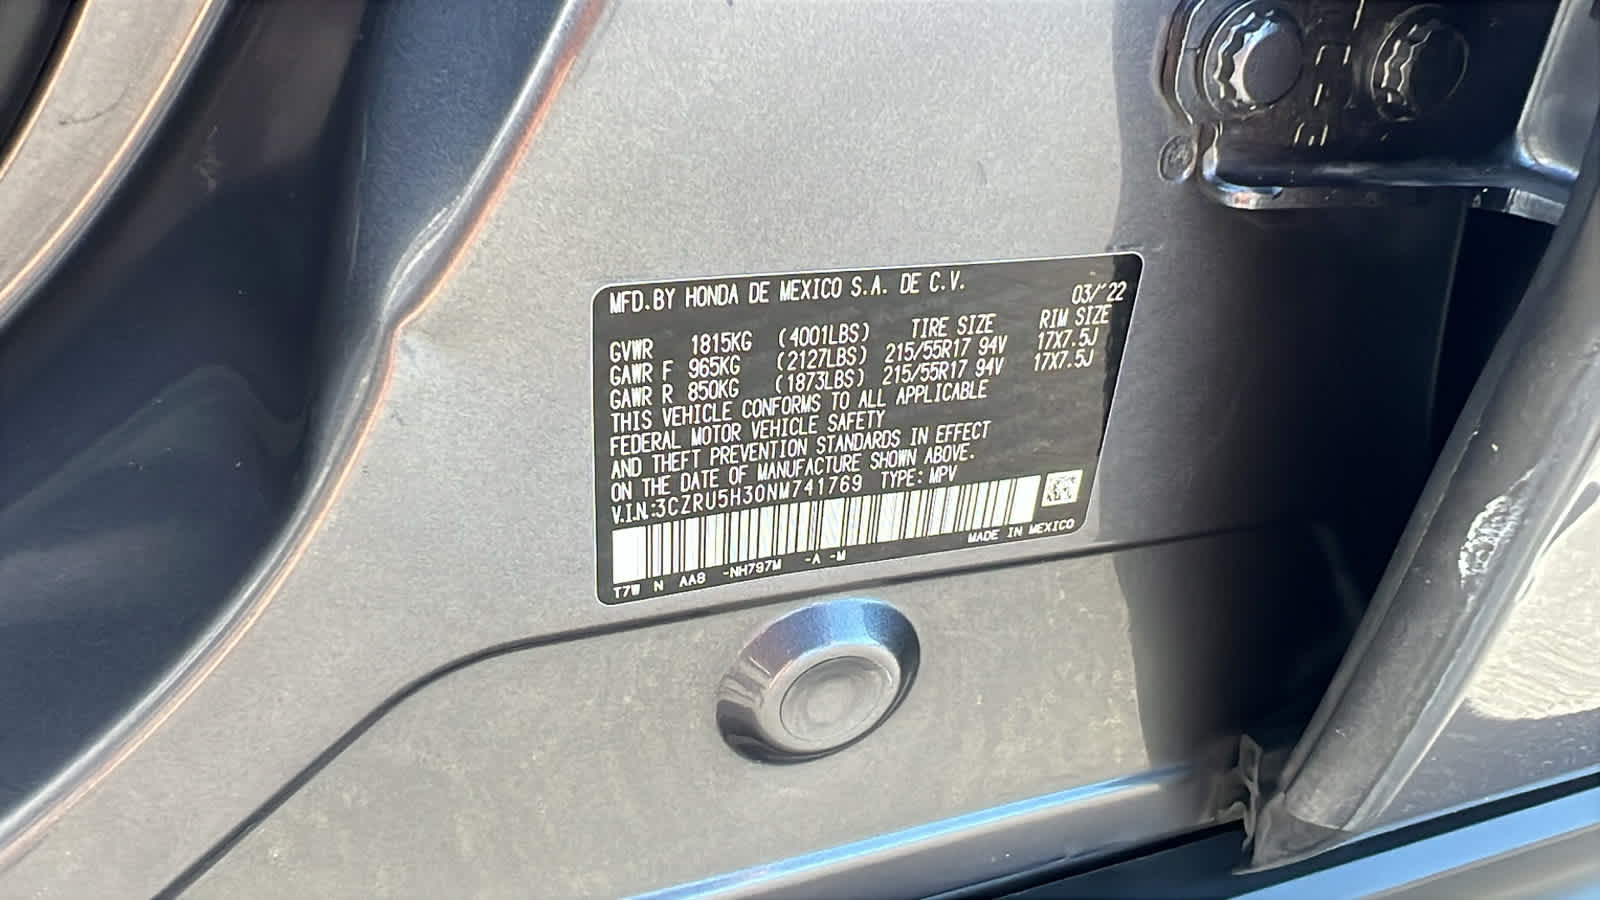 MFD.BY HONDA DE MEXICO S.A. DE C.V.
03/'22
TIRE SIZE RIM SIZE
GVWR 1815KG (4001LBS)
GAWR F 965KG (2127LBS) 215/55R17 94V 17X7.5J
GAWR R 850KG (1873LBS) 215/55R17 94V 17X7.5J
THIS VEHICLE CONFORMS TO ALL APPLICABLE
FEDERAL MOTOR VEHICLE SAFETY
AND THEFT PREVENTION STANDARDS IN EFFECT
ON THE DATE OF MANUFACTURE SHOWN ABOVE.
V.I.N.:3CZRU5H30NM741769 TYPE:MPV
MADE IN MEXICO
T7W N AA8 -NH797M -A -M